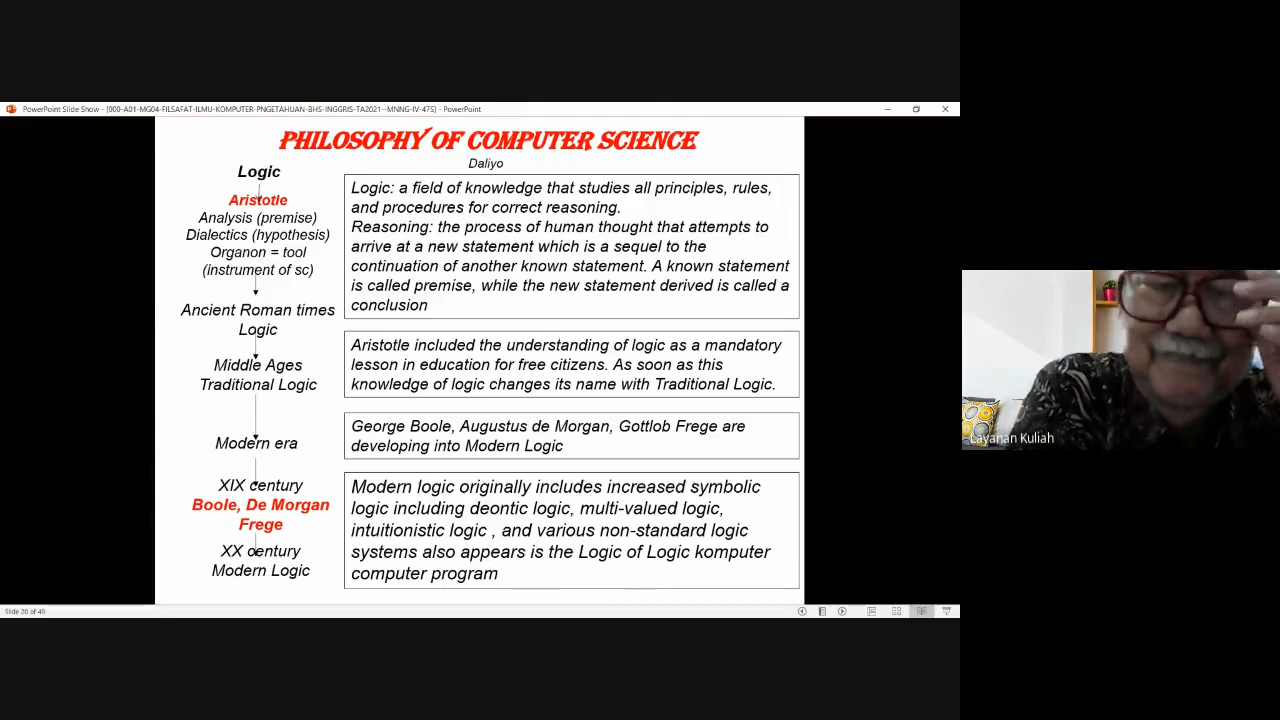 PowerPoint Slide Show - [000-A01-MG04-FILSAFAT-ILMU-KOMPUTER-PNGETAHUAN-BHS-INGGRIS-TA2021--MNNG-IV-475] - PowerPoint
PHILOSOPHY OF COMPUTER SCIENCE
Daliyo
Logic
Aristotle
Analysis (premise)
Dialectics (hypothesis)
Organon = tool
(instrument of sc)
Ancient Roman times
Logic
Middle Ages
Traditional Logic
Modern era
XIX century
Boole, De Morgan
Frege
XX century
Modern Logic
Logic: a field of knowledge that studies all principles, rules,
and procedures for correct reasoning.
Reasoning: the process of human thought that attempts to
arrive at a new statement which is a sequel to the
continuation of another known statement. A known statement
is called premise, while the new statement derived is called a
conclusion
Aristotle included the understanding of logic as a mandatory
lesson in education for free citizens. As soon as this
knowledge of logic changes its name with Traditional Logic.
George Boole, Augustus de Morgan, Gottlob Frege are
developing into Modern Logic
Modern logic originally includes increased symbolic
logic including deontic logic, multi-valued logic,
intuitionistic logic , and various non-standard logic
systems also appears is the Logic of Logic komputer
computer program
Layanan Kuliah
Slide 20 of 49